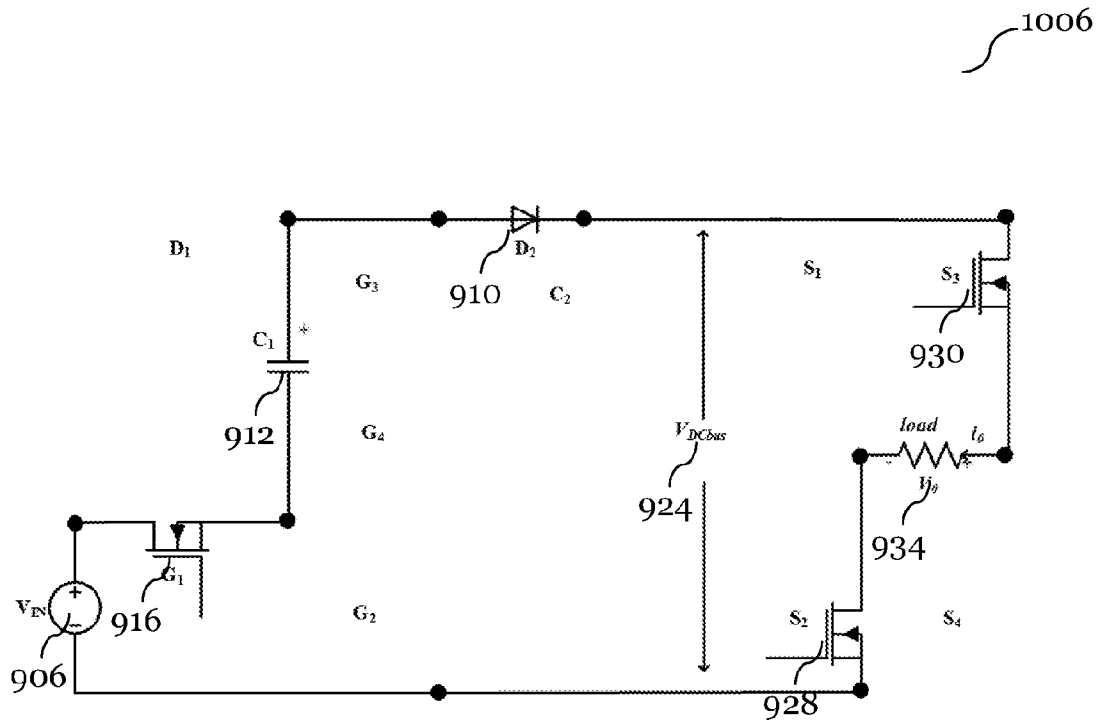 1006
D1
G3
D2
910
C2
S1
S3
930
C1
+
912
G4
VDCbus
924
load
i0
- +
V0
934
G1
916
VIN
+
−
906
G2
S2
S4
928